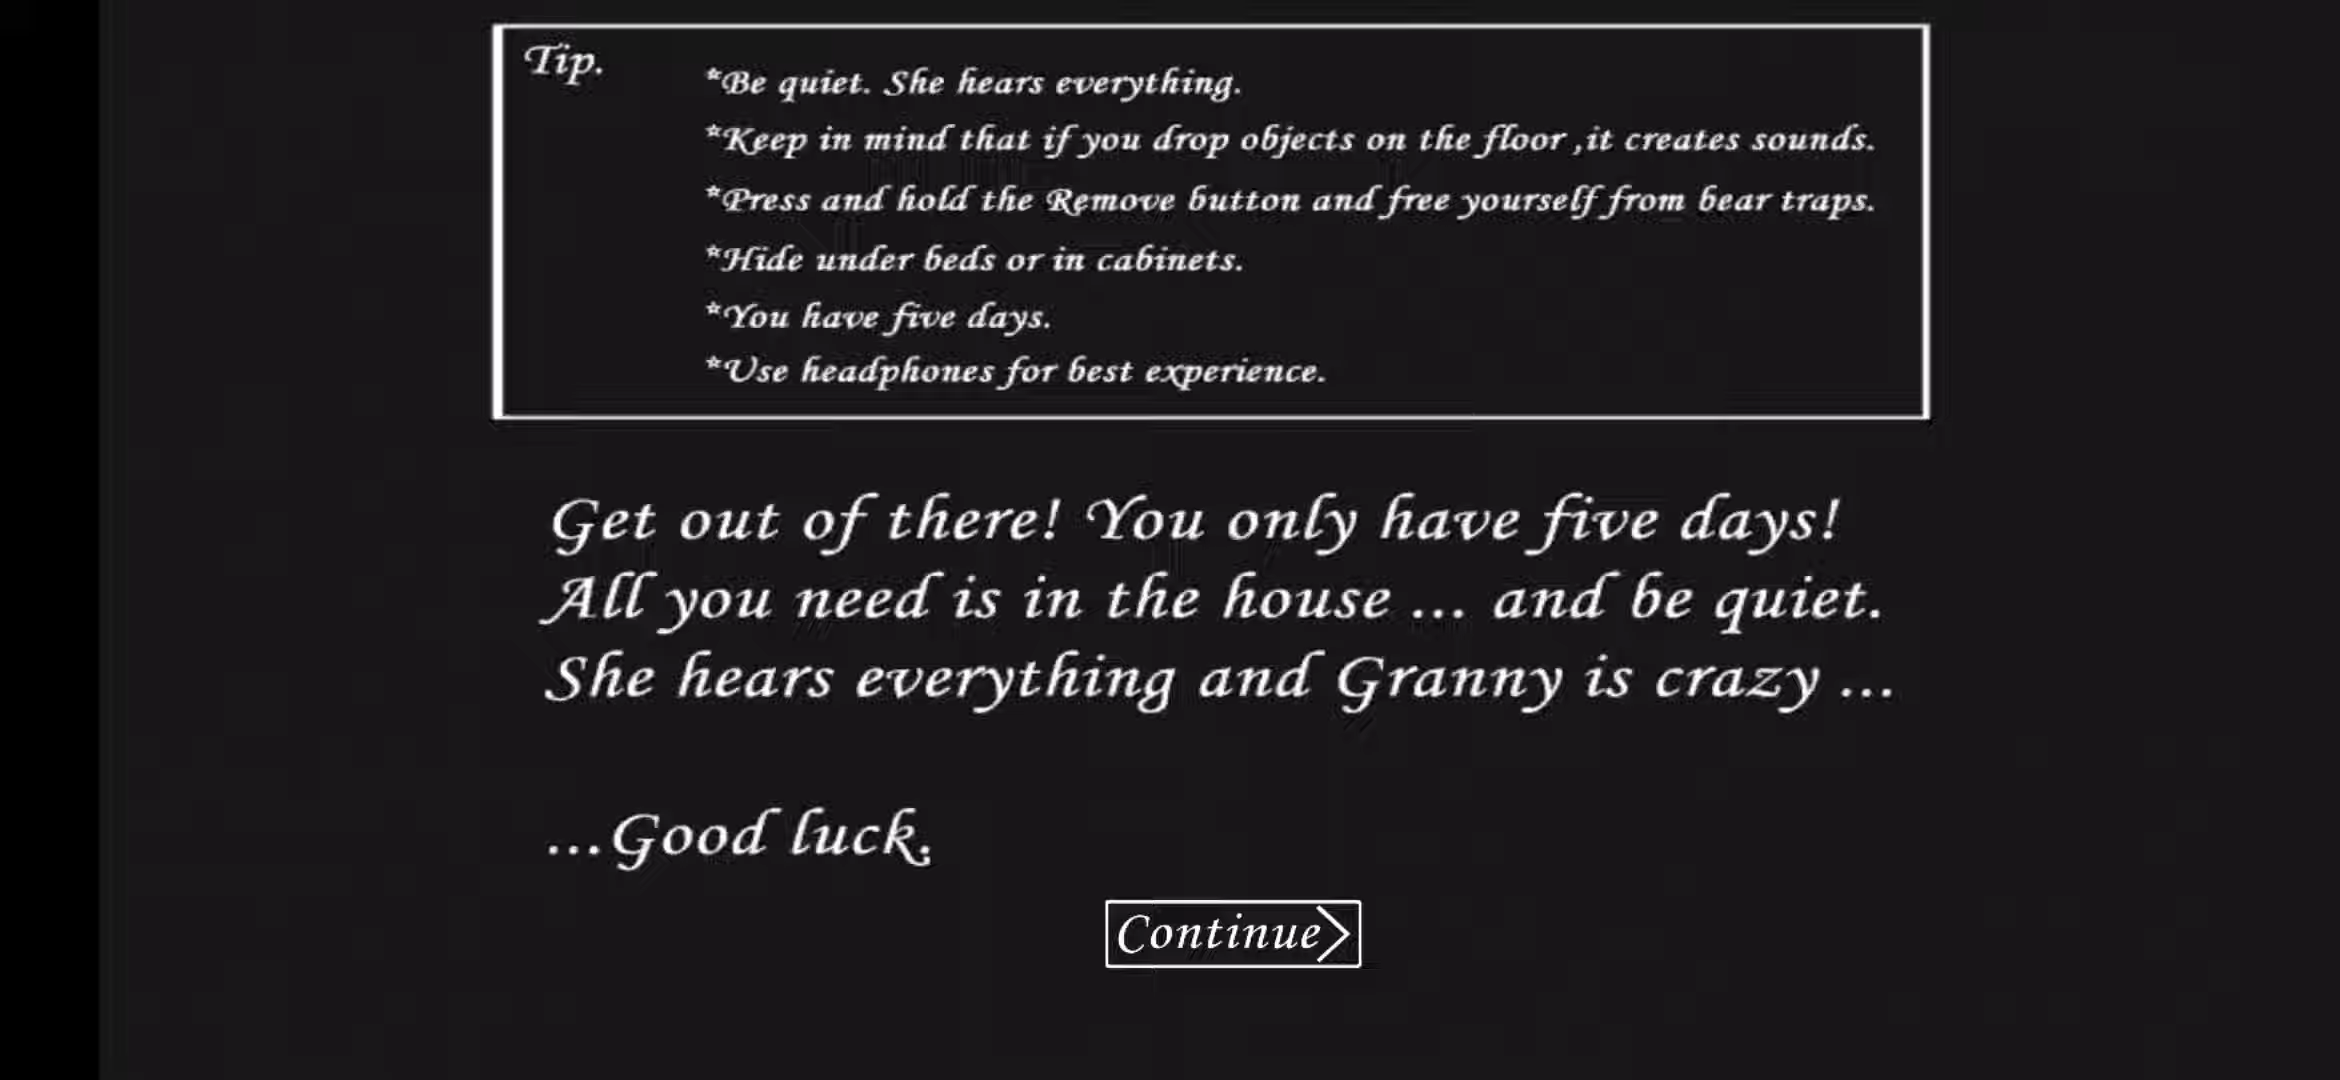 Tip.
*Be quiet. She hears everything.
*Keep in mind that if you drop objects on the floor ,it creates sounds.
*Press and hold the Remove button and free yourself from bear traps.
*Hide under beds or in cabinets.
*You have five days.
*Use headphones for best experience.
Get out of there! You only have five days!
All you need is in the house ... and be quiet.
She hears everything and Granny is crazy ...
...Good luck.
Continue>